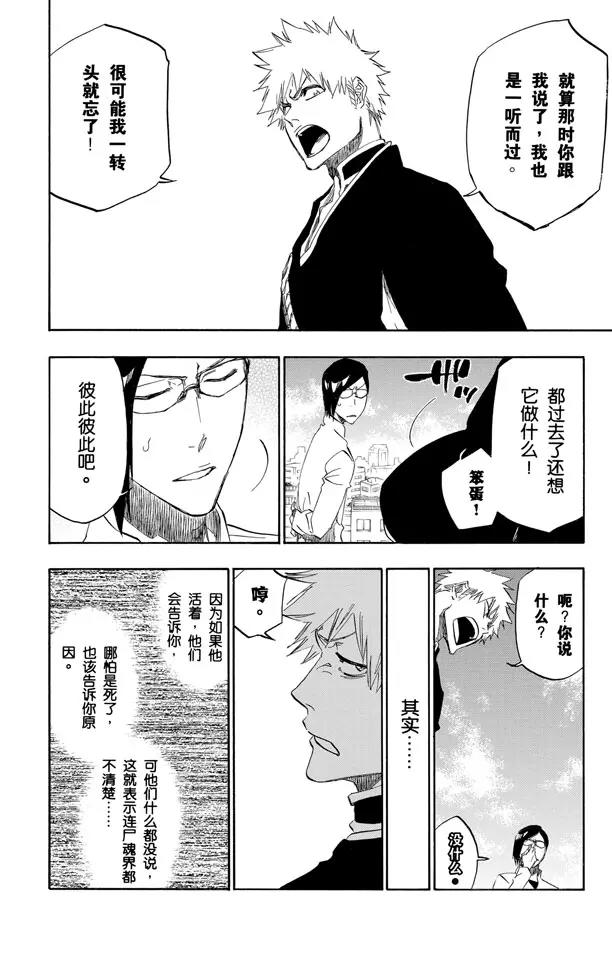 就算那时你跟
我说了，我也
是一听而过。
很可能我一转
头就忘了！
都过去了还想
它做什么！
笨蛋！
彼此彼此吧。
呃？你说
什么？
没什么。
其实……
哼。
因为如果他
活着，他们
会告诉你，
哪怕是死了，
也该告诉你原
因。
可他们什么都没说，
这就表示连尸魂界都
不清楚……